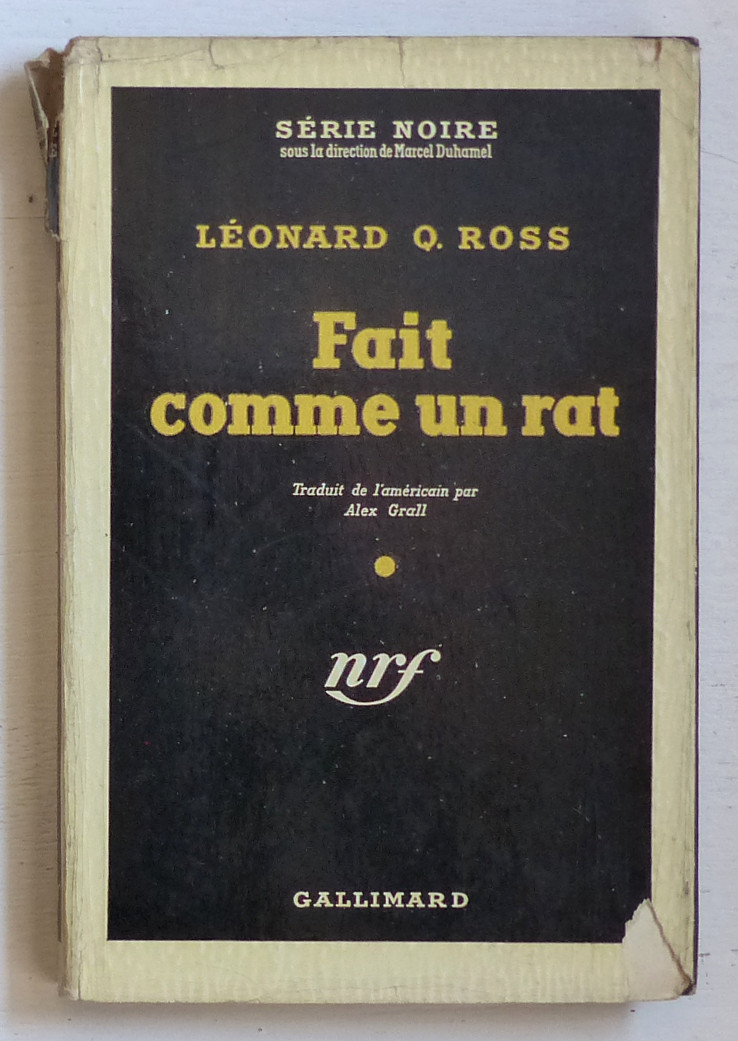 SÉRIE NOIRE
sous la direction de Marcel Duhamel
LÉONARD Q. ROSS
Fait
comme un rat
Traduit de l'américain par
Alex Grall
nrf
GALLIMARD